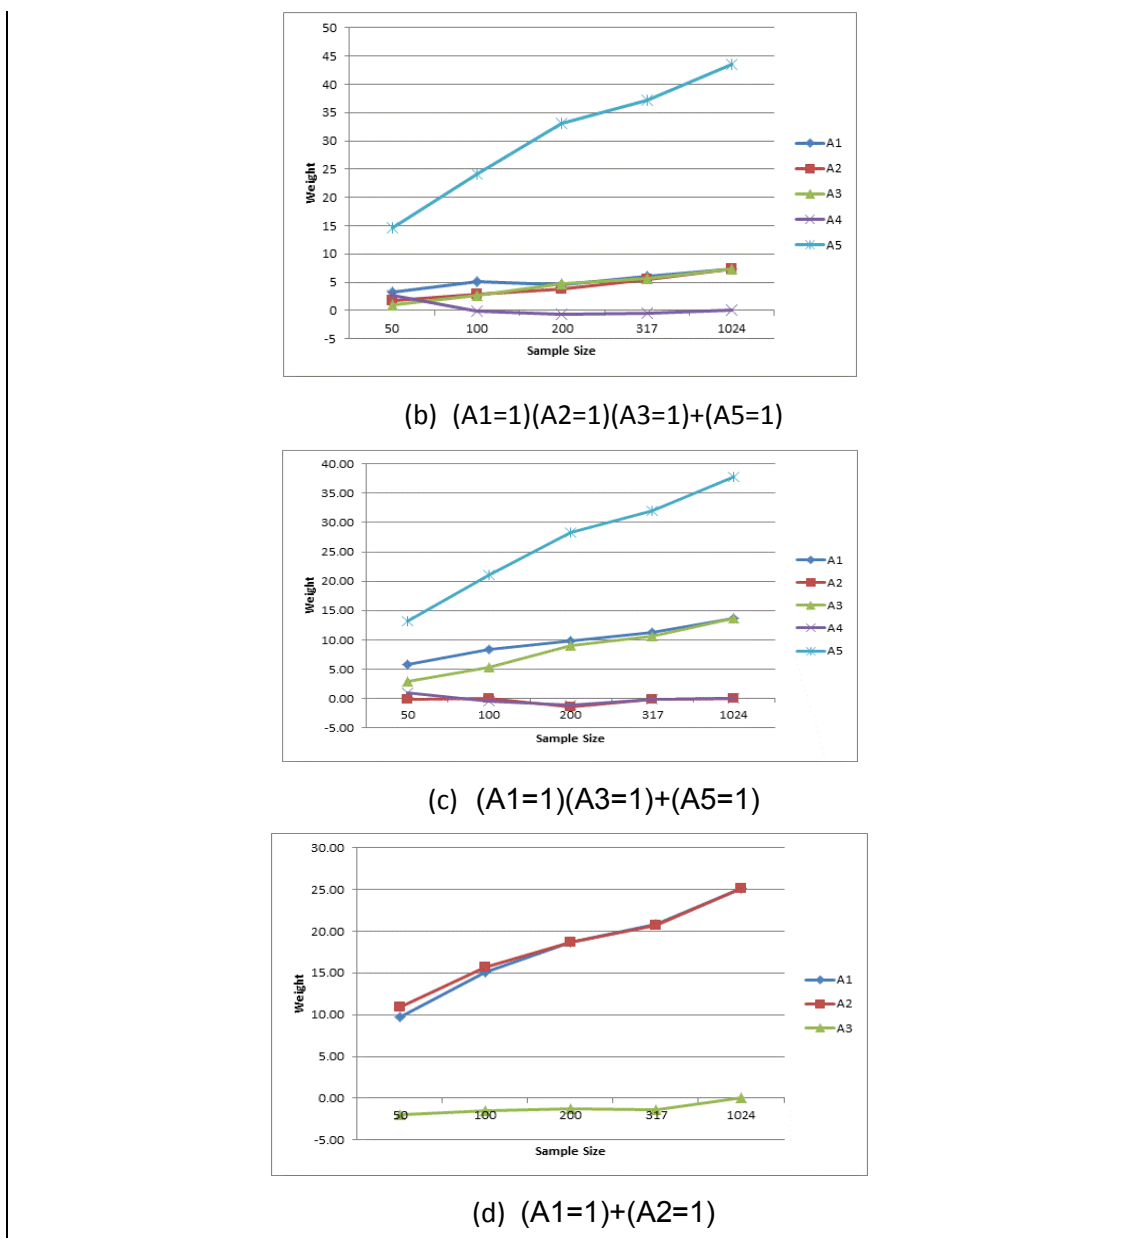 50
45
40
35
30
25
20
15
10
5
0
-5
Weight
50 100 200 317 1024
Sample Size
A1
A2
A3
A4
A5
(b) (A1=1)(A2=1)(A3=1)+(A5=1)
40.00
35.00
30.00
25.00
20.00
15.00
10.00
5.00
0.00
-5.00
Weight
50 100 200 317 1024
Sample Size
A1
A2
A3
A4
A5
(c) (A1=1)(A3=1)+(A5=1)
30.00
25.00
20.00
15.00
10.00
5.00
0.00
-5.00
Weight
50 100 200 317 1024
Sample Size
A1
A2
A3
(d) (A1=1)+(A2=1)